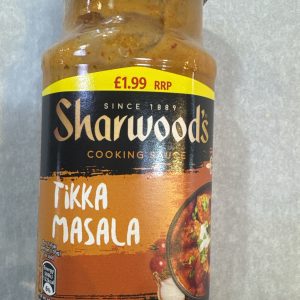 £1.99 RRP
SINCE 1889
Sharwood's
COOKING SAUCE
TIKKA
MASALA